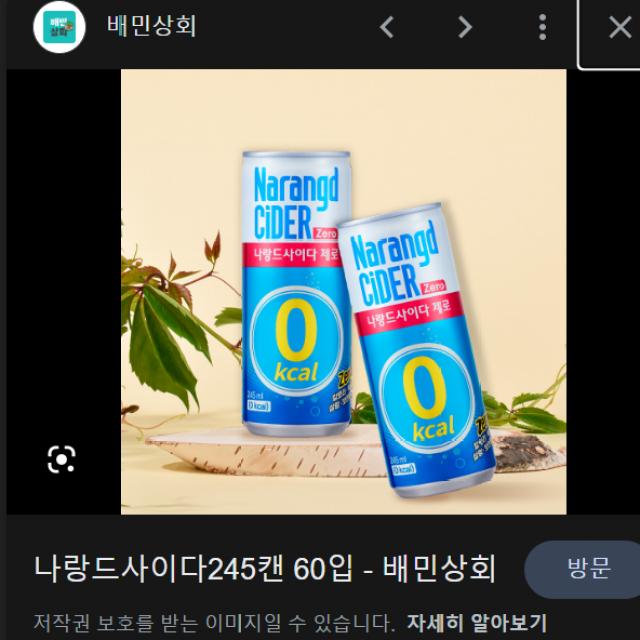 배민
상회
배민상회
Narangd
CiDER
Zero
나랑드사이다 제로
0
kcal
245 ml
(0 kcal)
Narangd
CiDER
Zero
나랑드사이다 제로
0
kcal
245 ml
(0 kcal)
나랑드사이다245캔 60입 - 배민상회
방문
저작권 보호를 받는 이미지일 수 있습니다. 자세히 알아보기